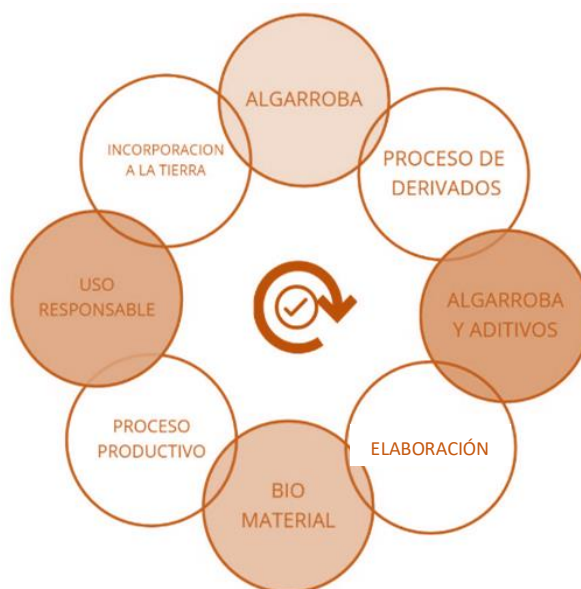 ALGARROBA
PROCESO DE
DERIVADOS
ALGARROBA
Y ADITIVOS
ELABORACIÓN
BIO
MATERIAL
PROCESO
PRODUCTIVO
USO
RESPONSABLE
INCORPORACION
A LA TIERRA